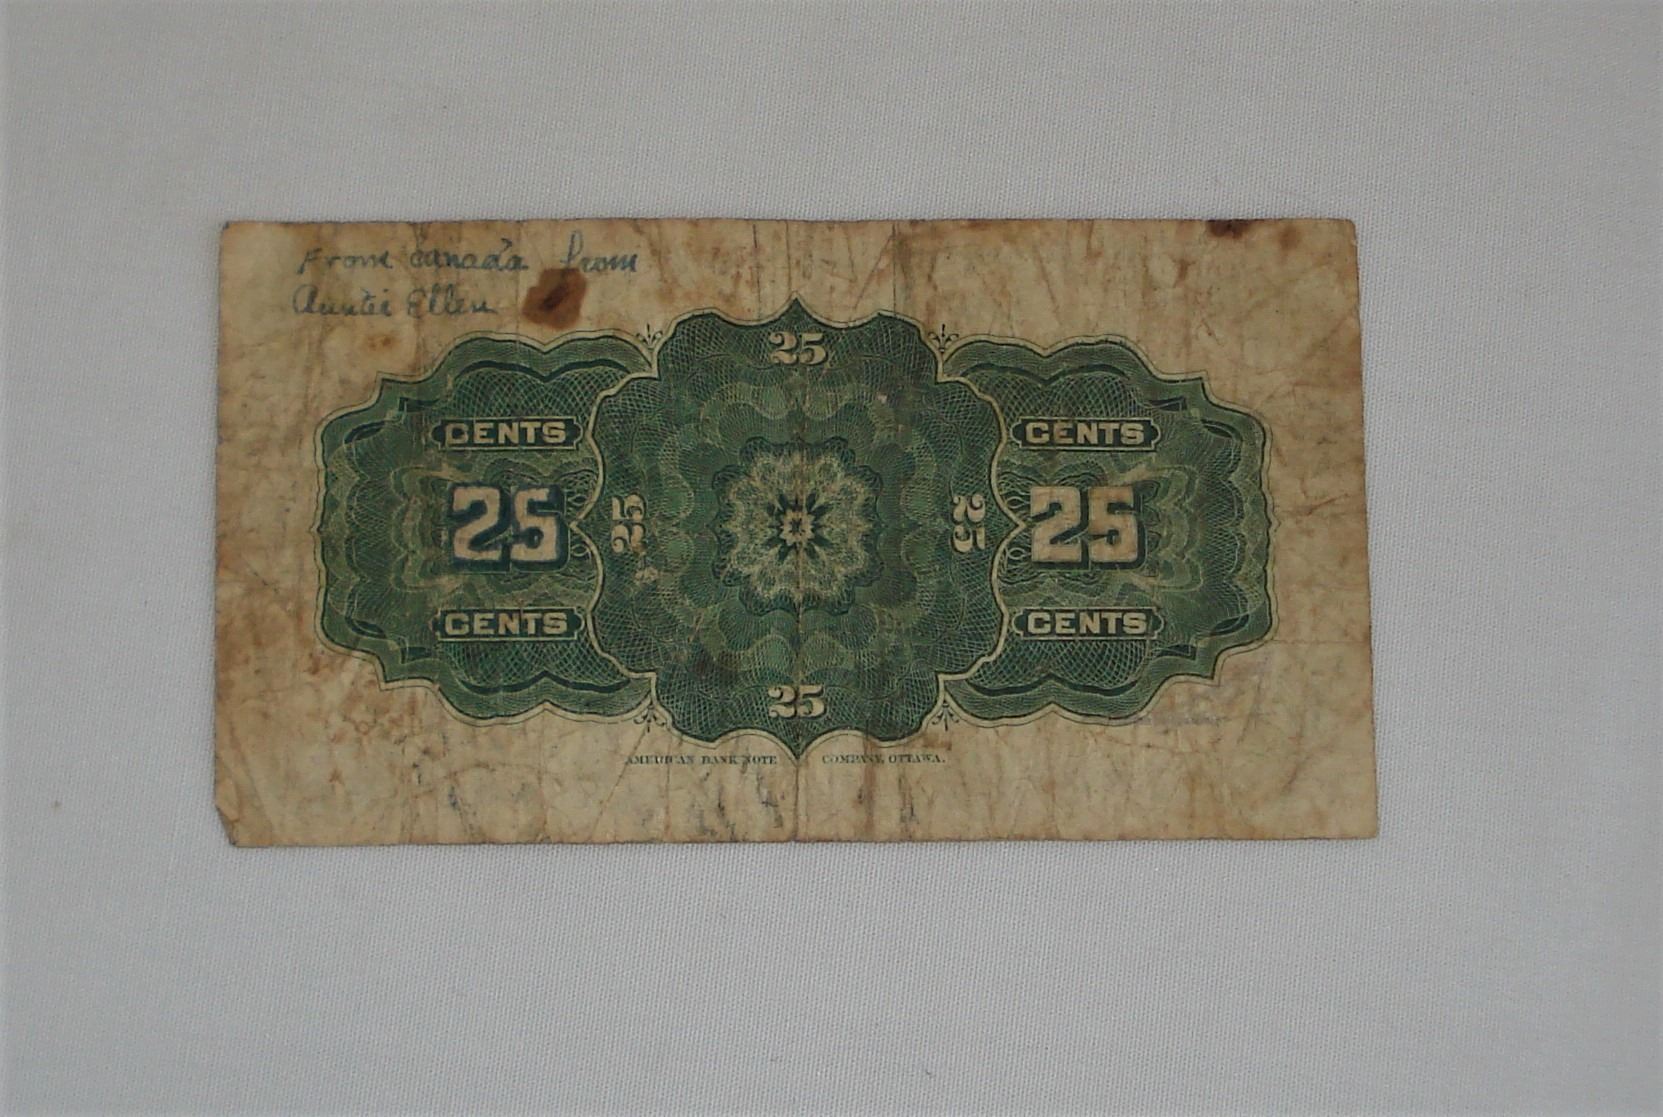 From Canada from
Auntei Ellen
25
CENTS CENTS
25 25 25 25
CENTS CENTS
25
AMERICAN BANK NOTE COMPANY, OTTAWA.